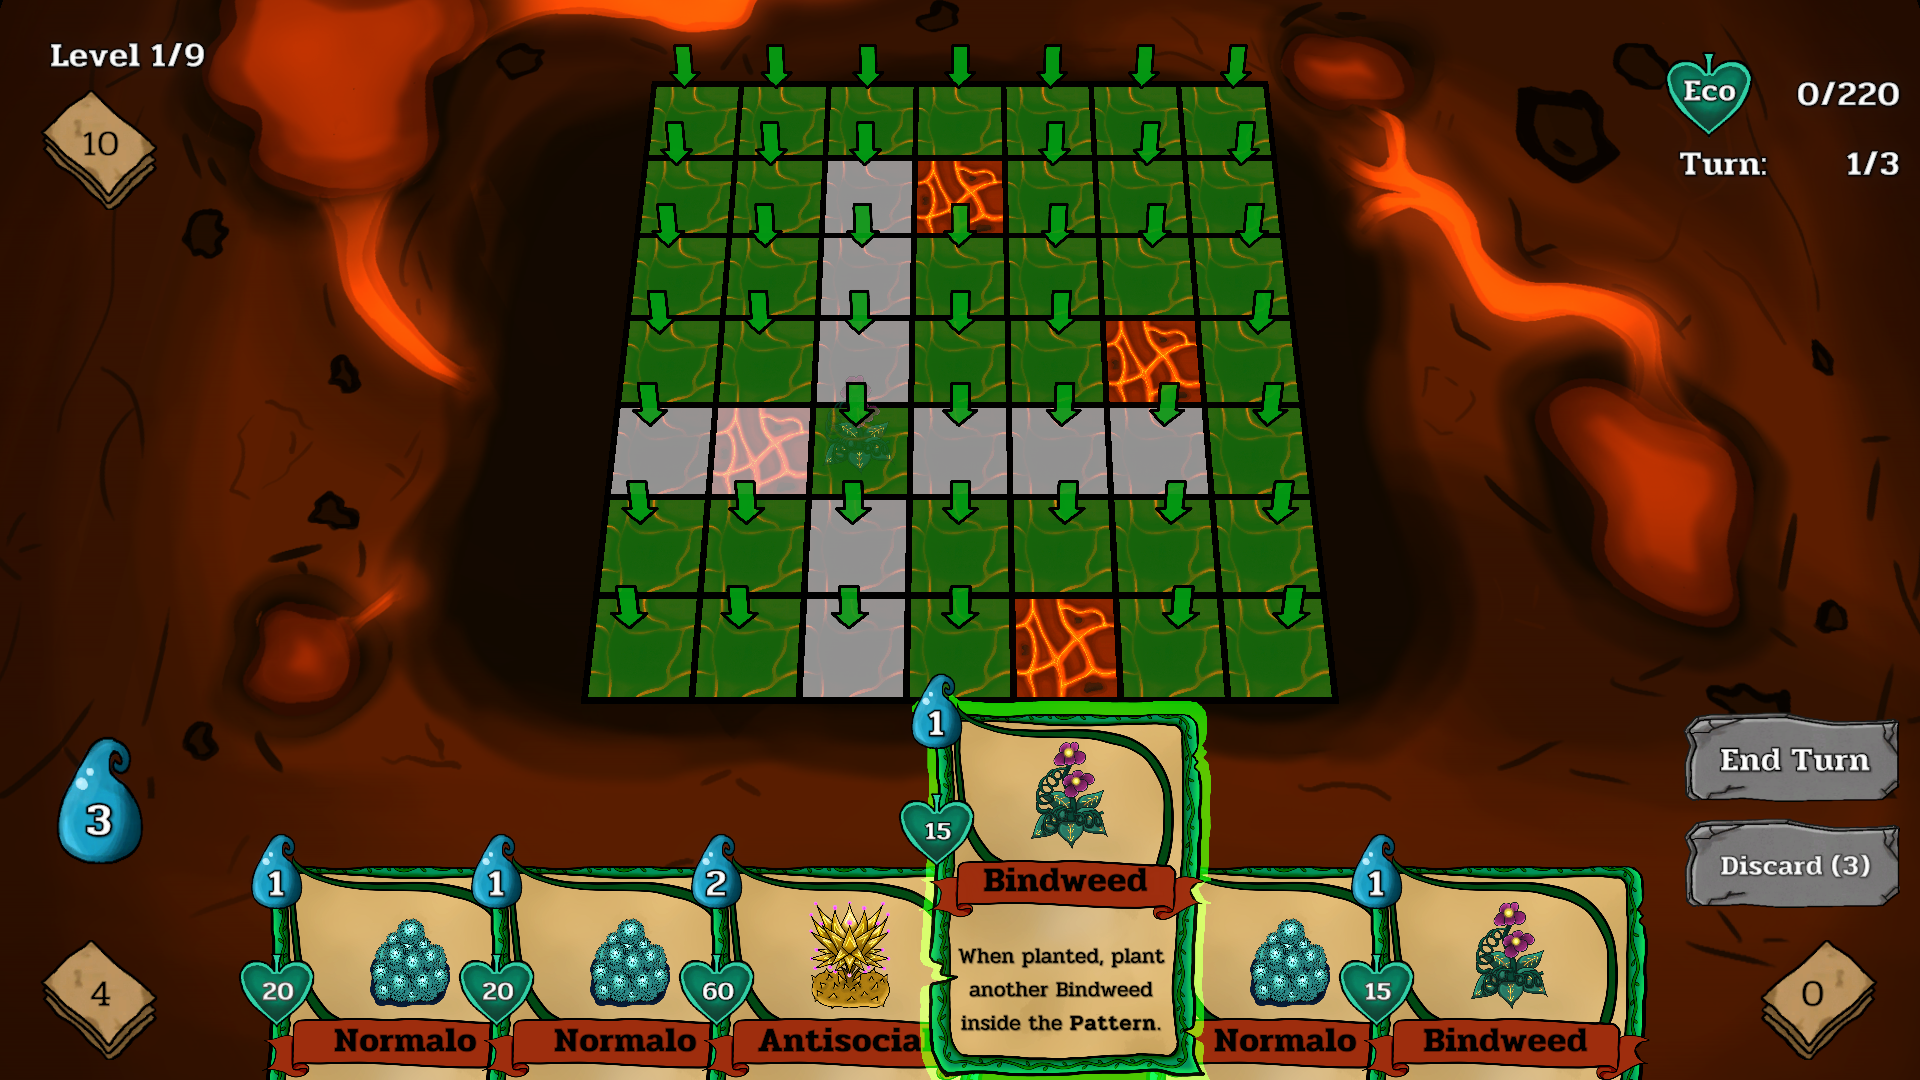 Level 1/9
10
Eco
0/220
Turn:
1/3
3
4
End Turn
Discard (3)
0
1
20
Normalo
1
20
Normalo
2
60
Antisocia
1
15
Bindweed
When planted, plant
another Bindweed
inside the Pattern.
Normalo
1
15
Bindweed